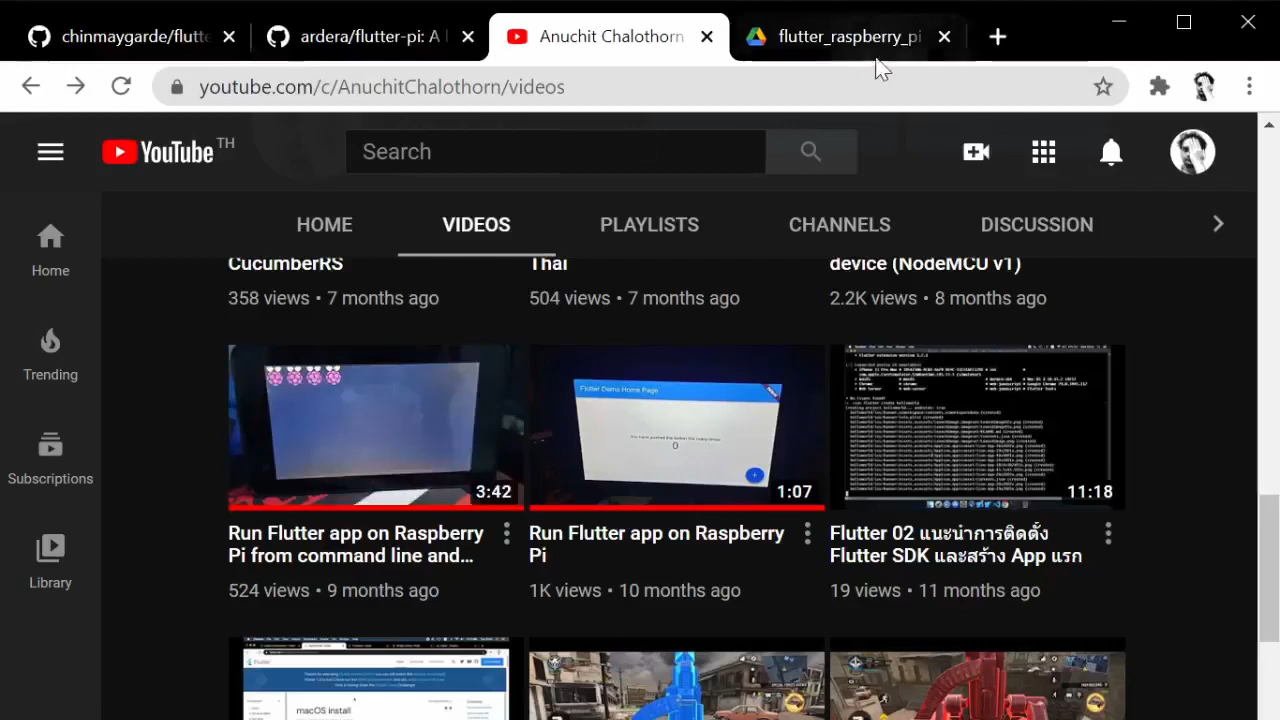 chinmaygarde/flutte
ardera/flutter-pi: A l
Anuchit Chalothorn
flutter_raspberry_pi
youtube.com/c/AnuchitChalothorn/videos
YouTube TH
Search
HOME
VIDEOS
PLAYLISTS
CHANNELS
DISCUSSION
Home
Trending
Subscriptions
Library
CucumberRS
358 views • 7 months ago
Thai
504 views • 7 months ago
device (NodeMCU v1)
2.2K views • 8 months ago
3:42
Run Flutter app on Raspberry
Pi from command line and...
524 views • 9 months ago
Flutter Demo Home Page
0
1:07
Run Flutter app on Raspberry
Pi
1K views • 10 months ago
11:18
Flutter 02 แนะนำการติดตั้ง
Flutter SDK และสร้าง App แรก
19 views • 11 months ago
Flutter
macOS install